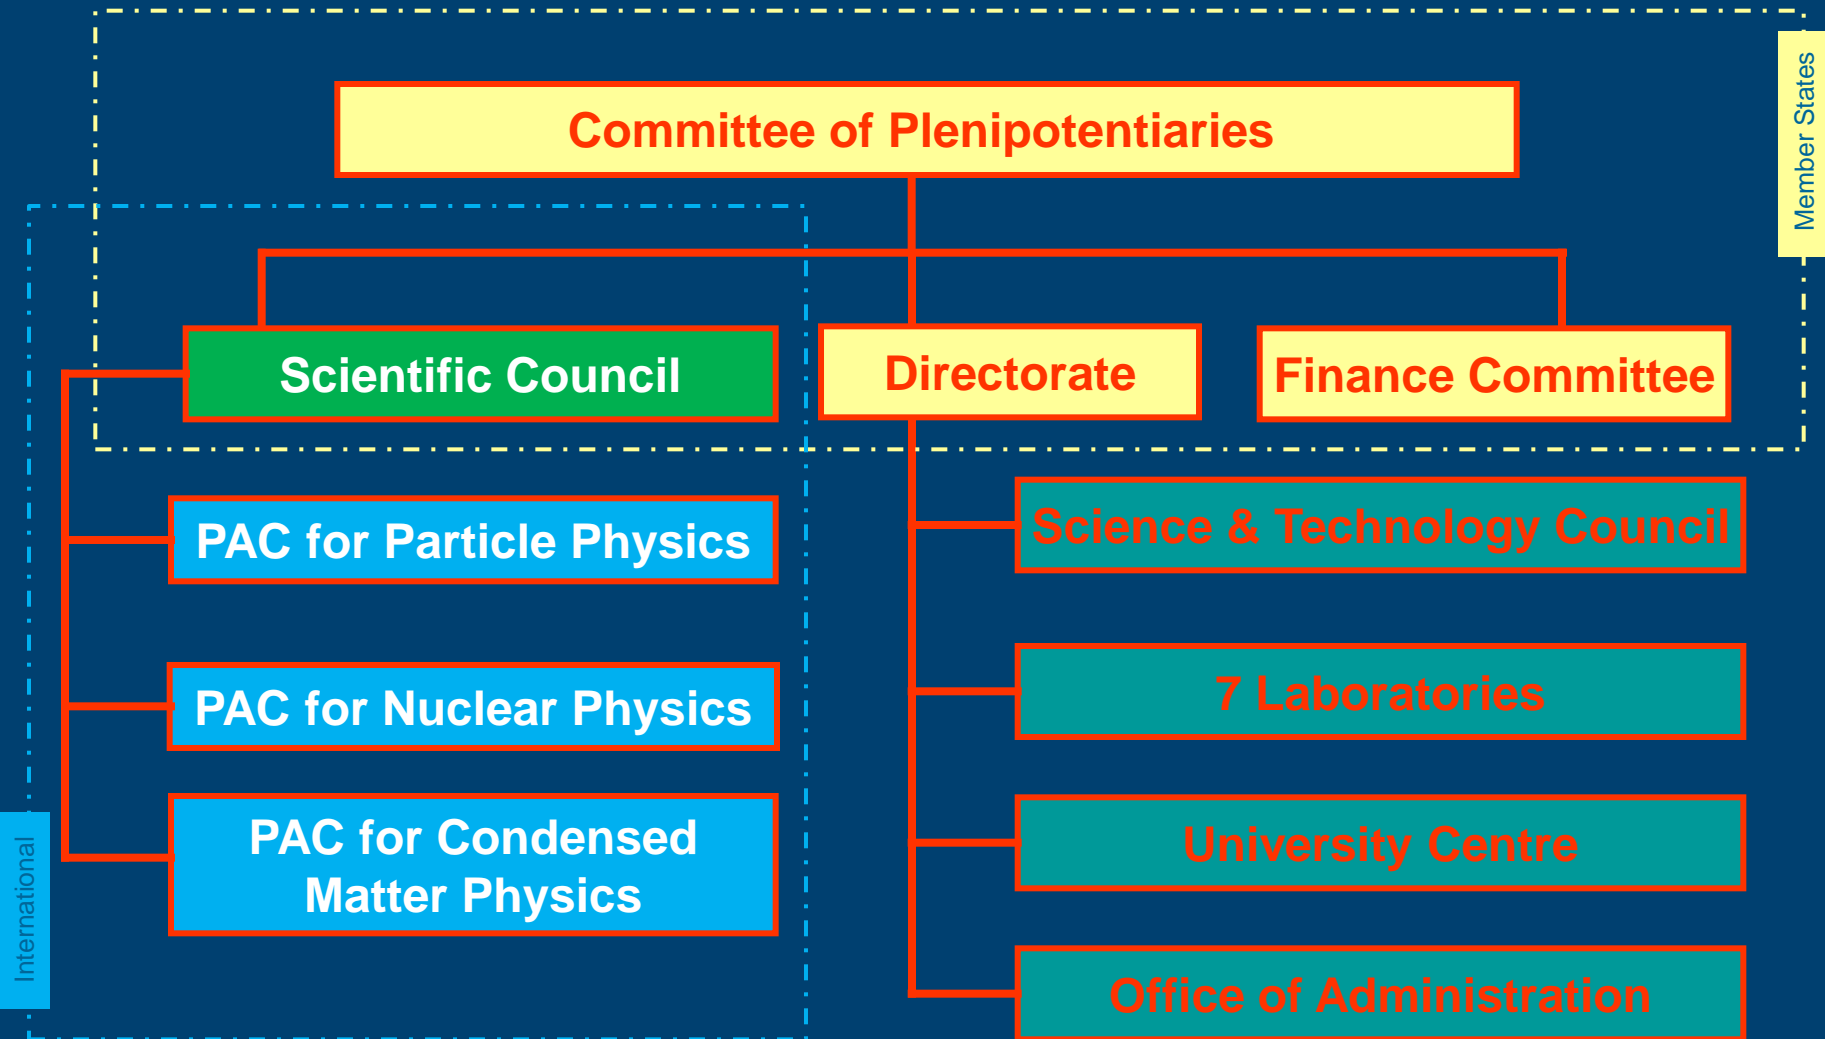 Member States
Committee of Plenipotentiaries
Scientific Council
Directorate
Finance Committee
PAC for Particle Physics
Science & Technology Council
PAC for Nuclear Physics
7 Laboratories
PAC for Condensed
Matter Physics
University Centre
International
Office of Administration